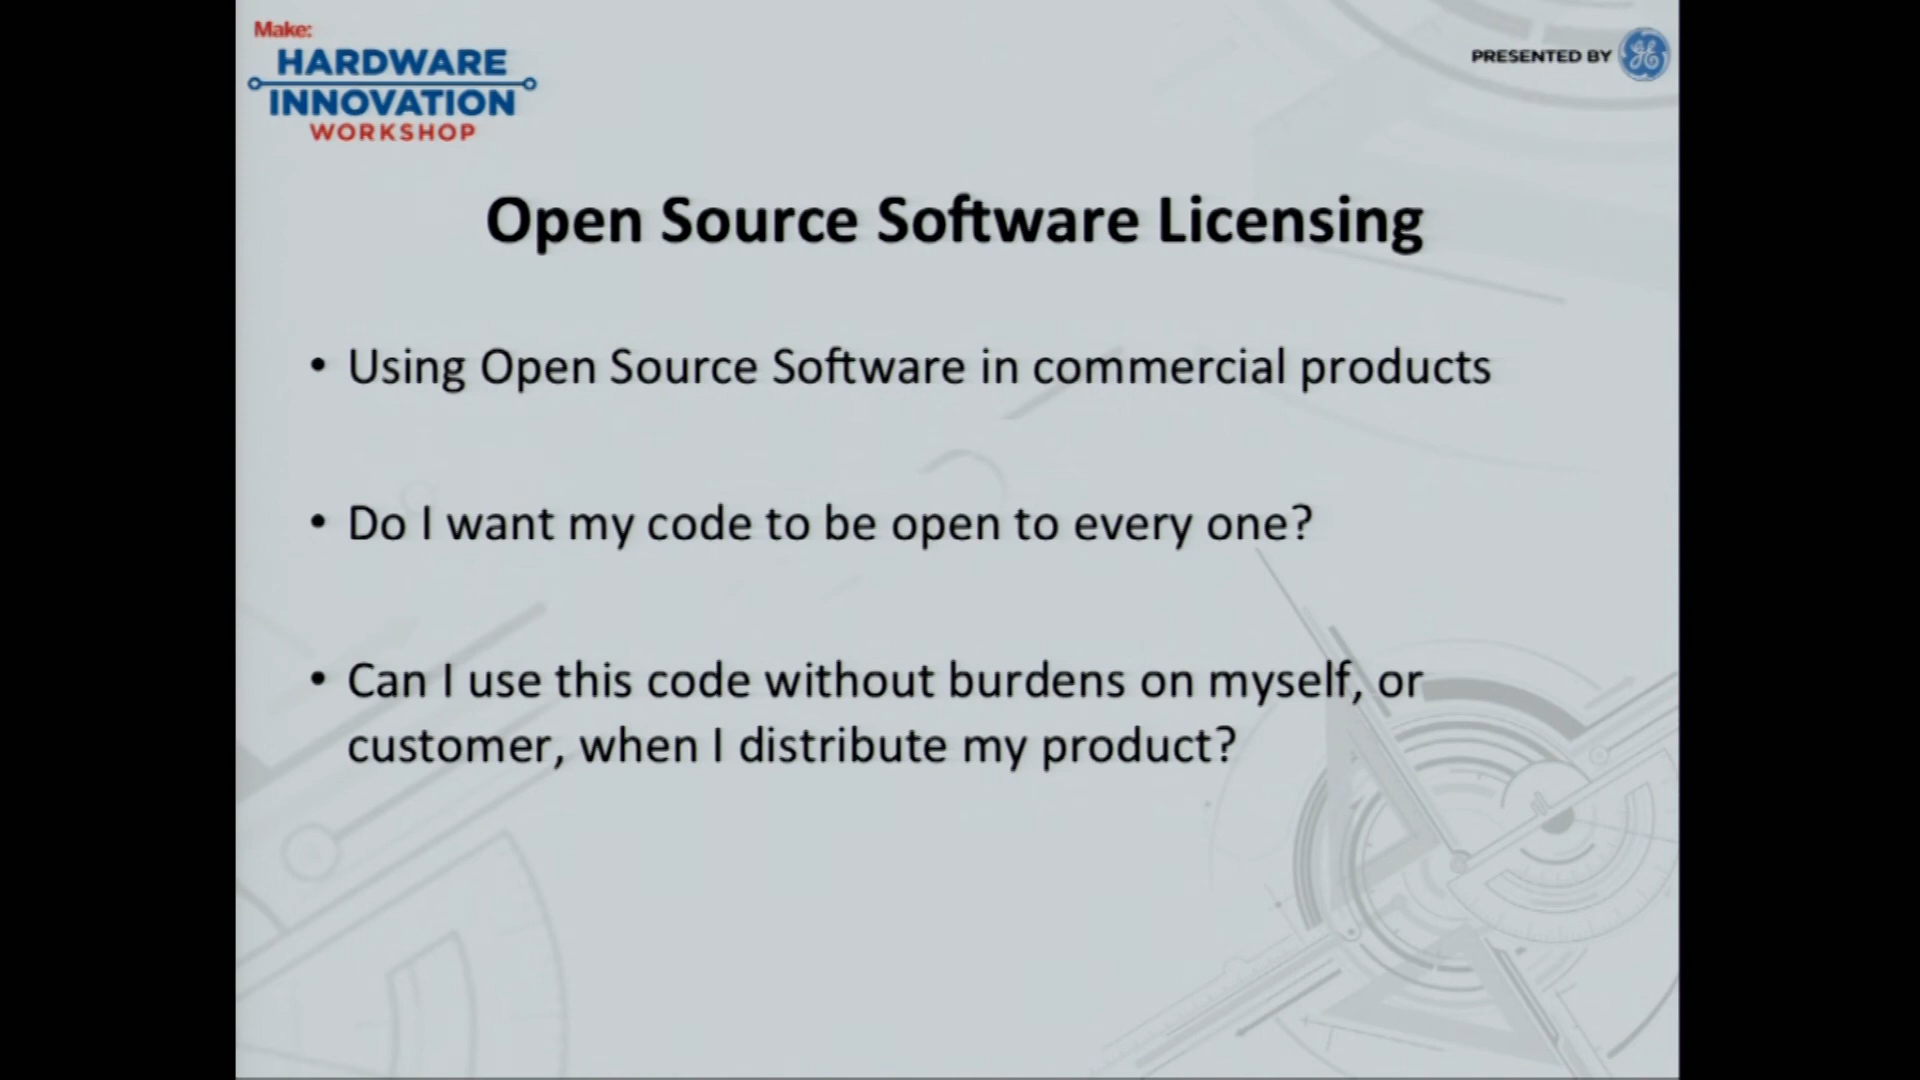 Make:
HARDWARE
INNOVATION
WORKSHOP
PRESENTED BY
Open Source Software Licensing
• Using Open Source Software in commercial products
• Do I want my code to be open to every one?
• Can I use this code without burdens on myself, or
customer, when I distribute my product?